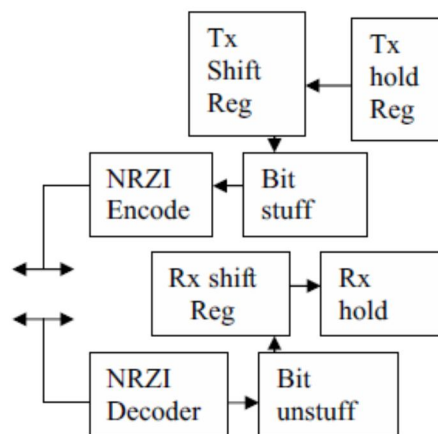 Tx
Shift
Reg
Tx
hold
Reg
NRZI
Encode
Bit
stuff
Rx shift
Reg
Rx
hold
NRZI
Decoder
Bit
unstuff